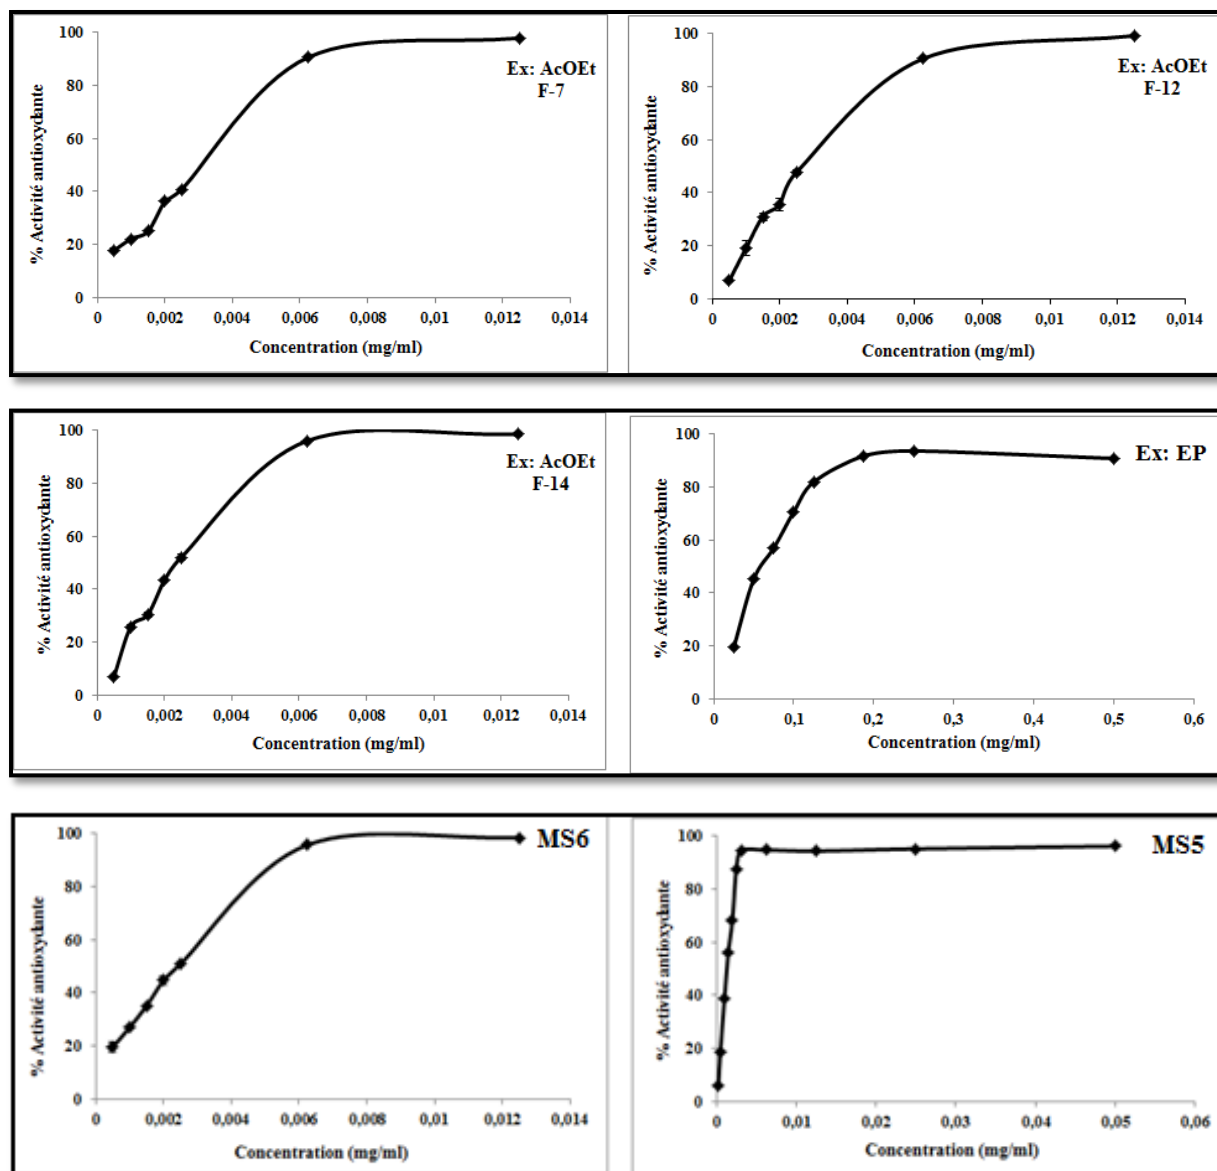 % Activité antioxydante
100
80
60
40
20
0
0 0,002 0,004 0,006 0,008 0,01 0,012 0,014
Concentration (mg/ml)
Ex: AcOEt
F-7
% Activité antioxydante
100
80
60
40
20
0
0 0,002 0,004 0,006 0,008 0,01 0,012 0,014
Concentration (mg/ml)
Ex: AcOEt
F-12
% Activité antioxydante
100
80
60
40
20
0
0 0,002 0,004 0,006 0,008 0,01 0,012 0,014
Concentration (mg/ml)
Ex: AcOEt
F-14
% Activité antioxydante
100
80
60
40
20
0
0 0,1 0,2 0,3 0,4 0,5 0,6
Concentration (mg/ml)
Ex: EP
% Activité antioxydante
100
80
60
40
20
0
0 0,002 0,004 0,006 0,008 0,01 0,012 0,014
Concentration (mg/ml)
MS6
% Activité antioxydante
100
80
60
40
20
0
0 0,01 0,02 0,03 0,04 0,05 0,06
Concentration (mg/ml)
MS5